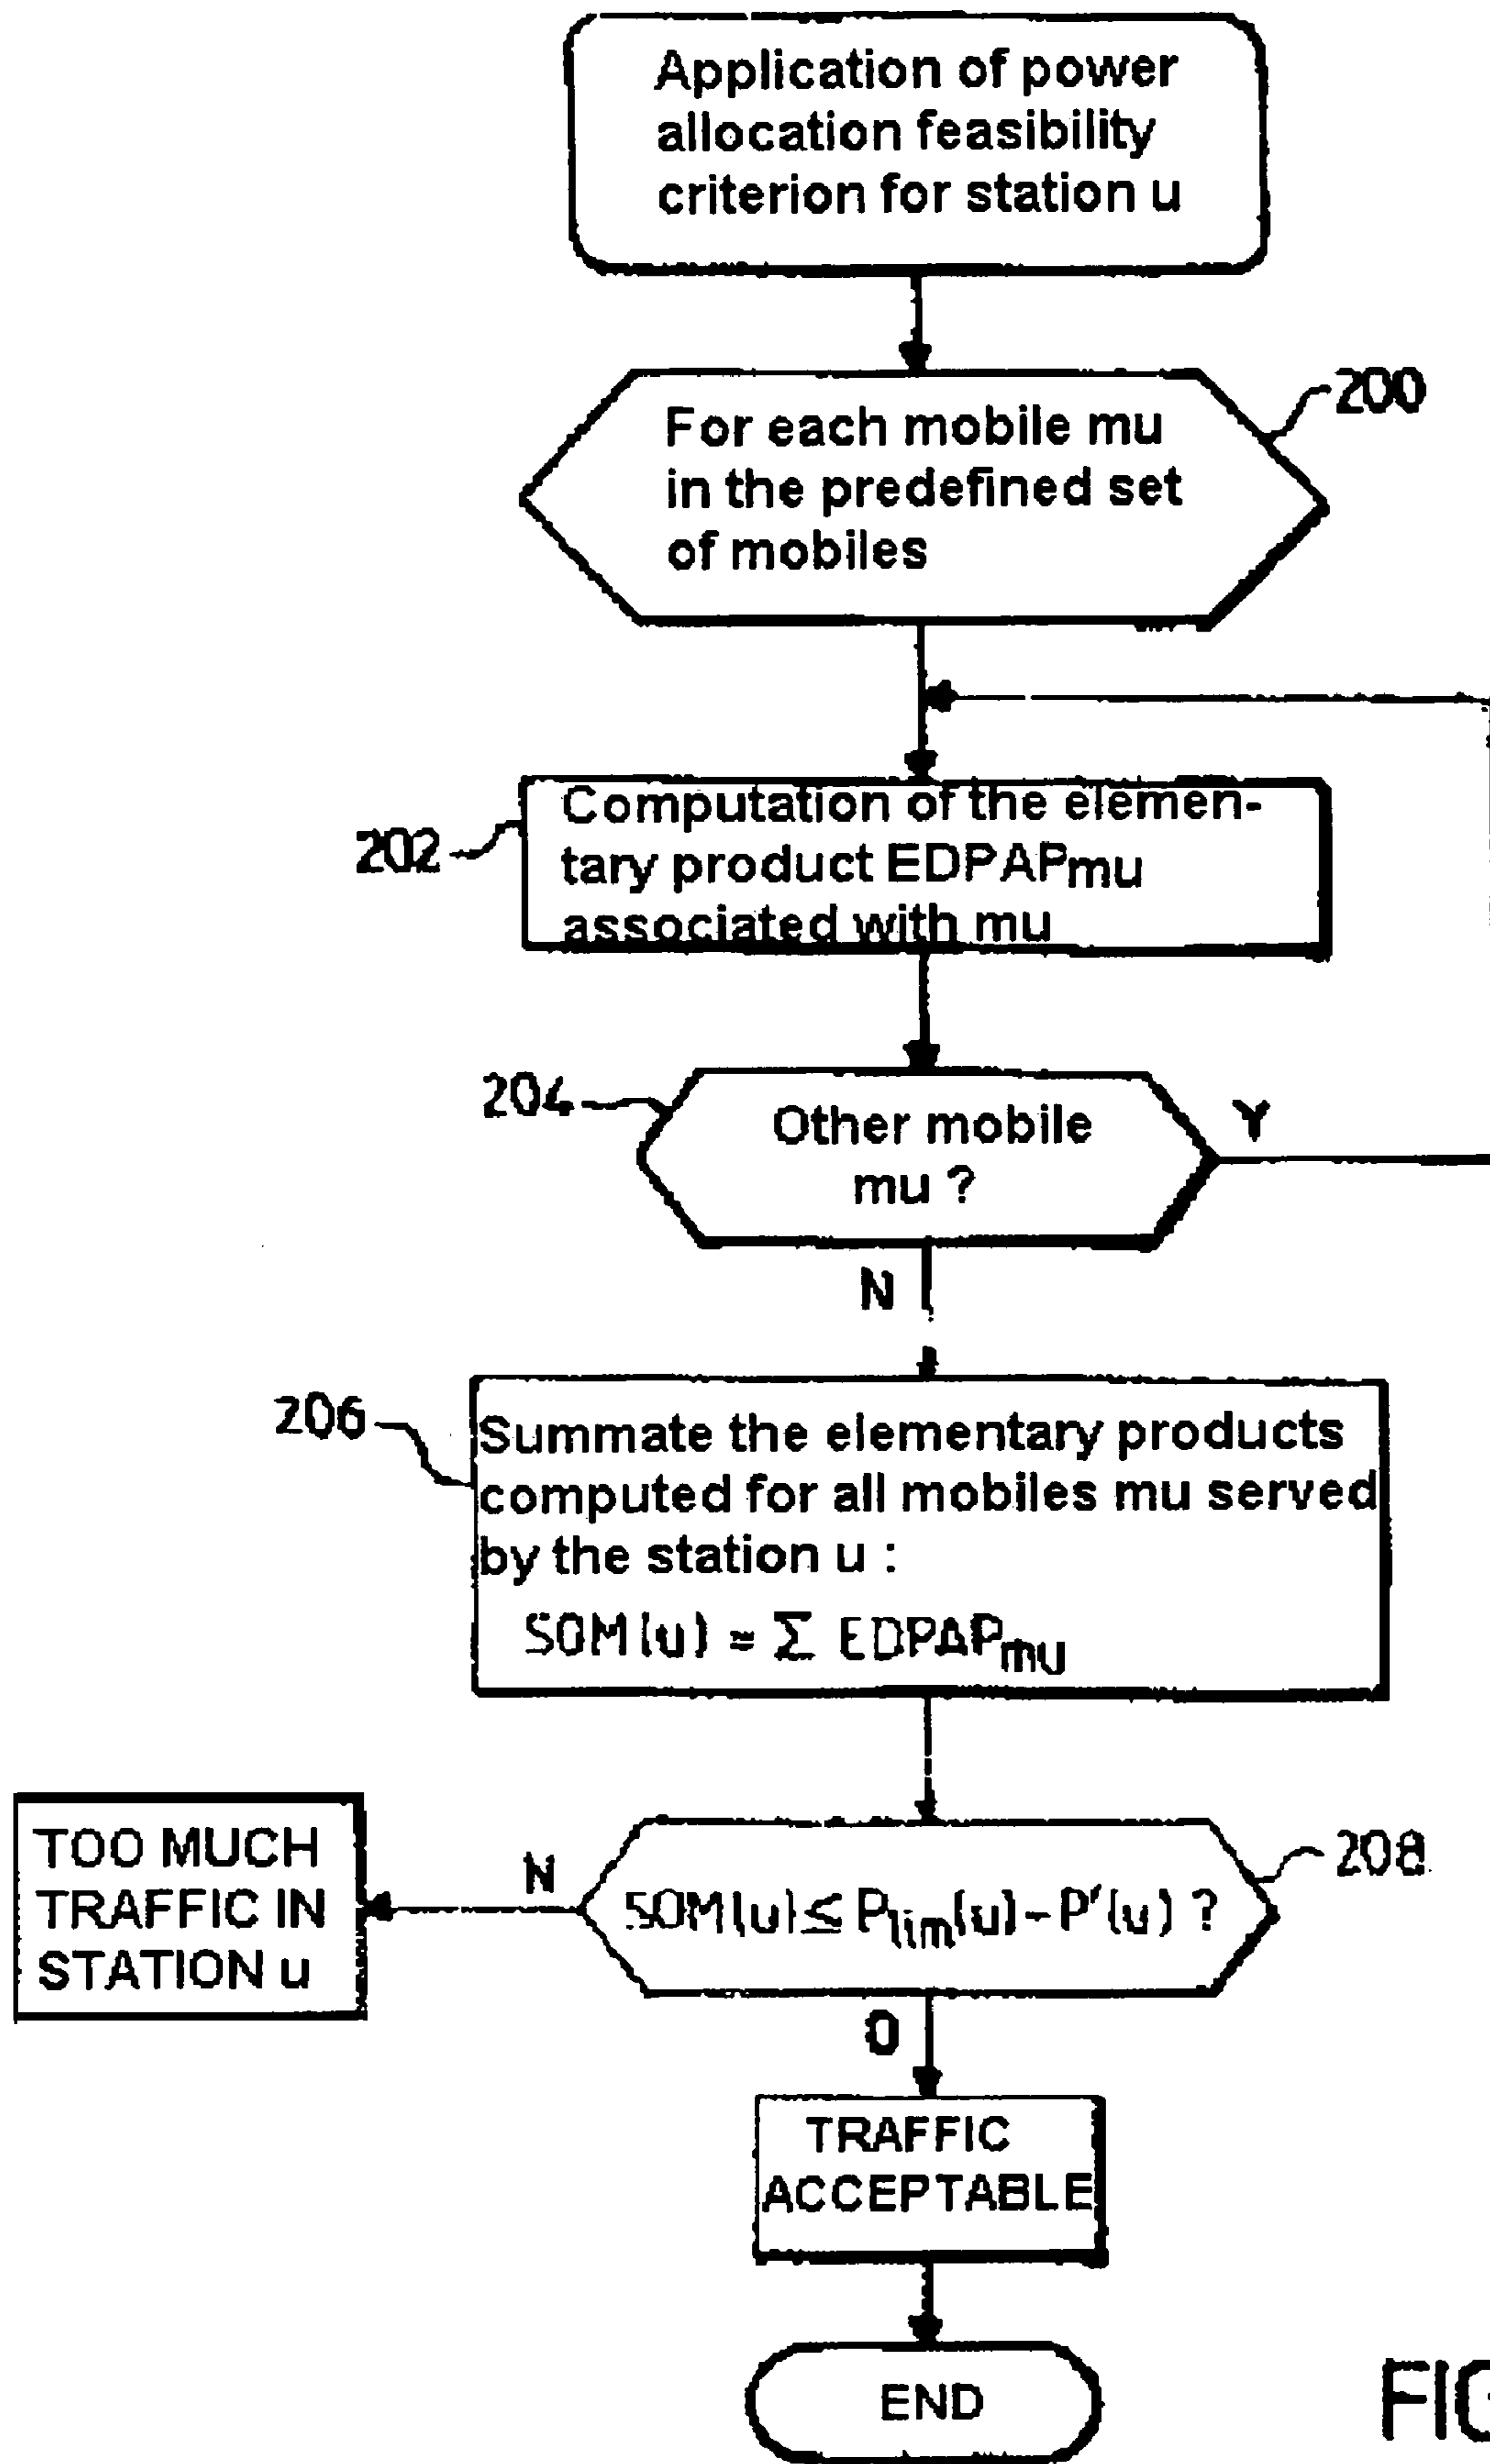 Application of power
allocation feasibility
criterion for station u
200
For each mobile mu
in the predefined set
of mobiles
202
Computation of the elemen-
tary product EDPAPmu
associated with mu
204
Other mobile
mu ?
Y
N
206
Summate the elementary products
computed for all mobiles mu served
by the station u :
SOM(u) = Σ EDPAPmu
208
SOM(u) ≤ Plim(u) - P'(u) ?
N
TOO MUCH
TRAFFIC IN
STATION u
O
TRAFFIC
ACCEPTABLE
END